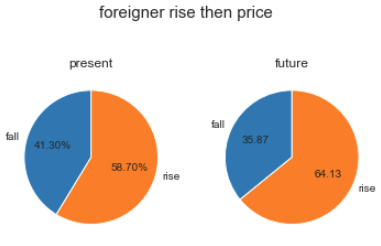 foreigner rise then price
present
future
fall
41.30%
58.70%
rise
fall
35.87
64.13
rise